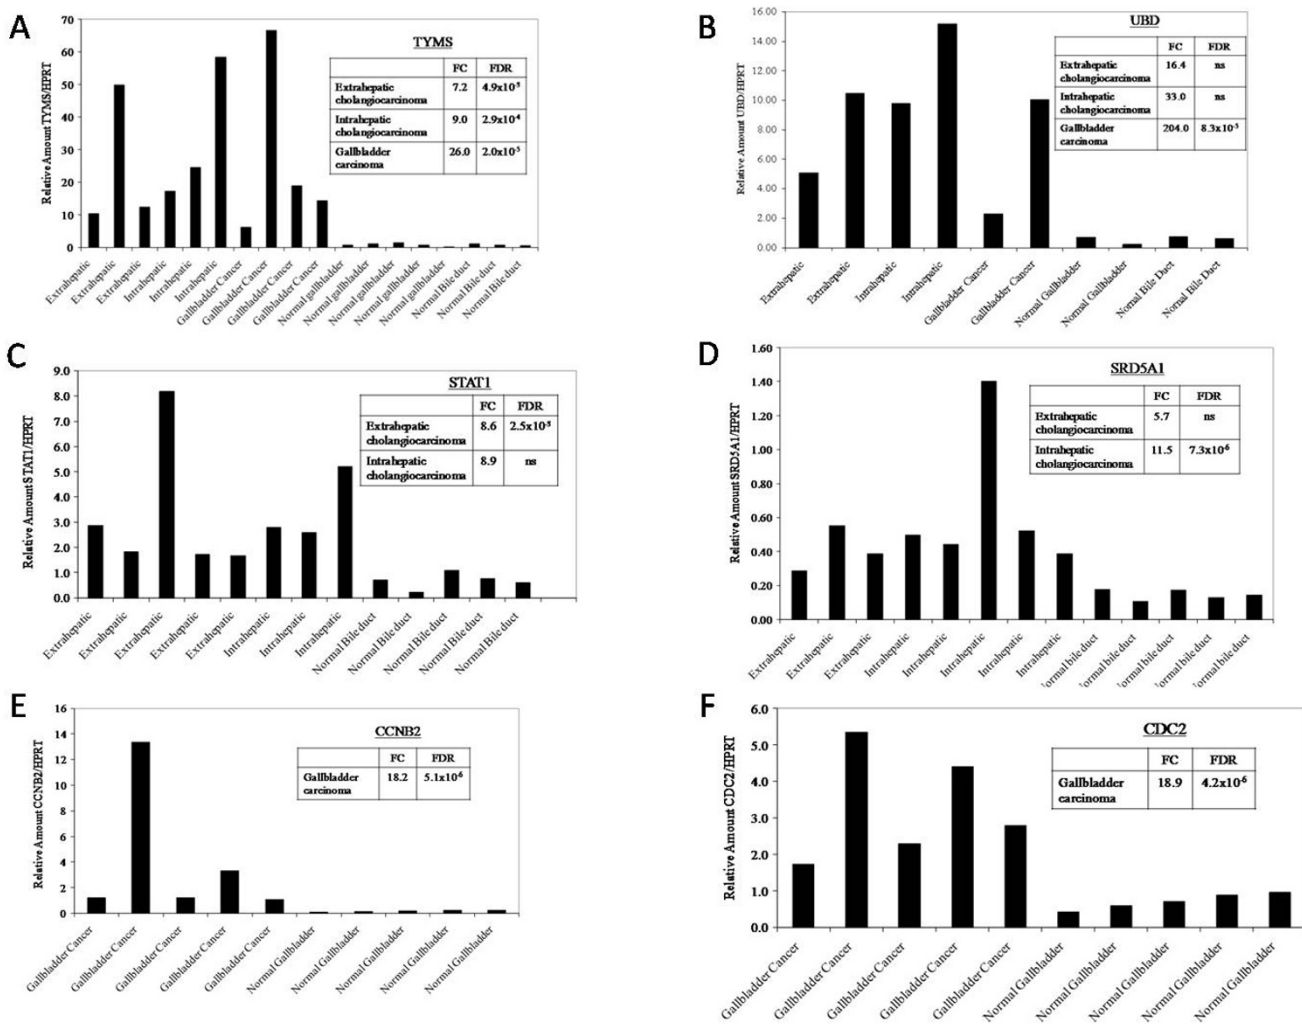 A
TYMS
Relative Amount TYMS/HPRT
70
60
50
40
30
20
10
0
FC FDR
Extrahepatic cholangiocarcinoma 7.2 4.9x10⁻⁵
Intrahepatic cholangiocarcinoma 9.0 2.9x10⁻⁴
Gallbladder carcinoma 26.0 2.0x10⁻⁵
Extrahepatic
Extrahepatic
Extrahepatic
Intrahepatic
Intrahepatic
Intrahepatic
Gallbladder Cancer
Gallbladder Cancer
Gallbladder Cancer
Gallbladder Cancer
Normal gallbladder
Normal gallbladder
Normal gallbladder
Normal gallbladder
Normal gallbladder
Normal Bile duct
Normal Bile duct
Normal Bile duct
B
UBD
Relative Amount UBD/HPRT
16.00
14.00
12.00
10.00
8.00
6.00
4.00
2.00
0.00
FC FDR
Extrahepatic cholangiocarcinoma 16.4 ns
Intrahepatic cholangiocarcinoma 33.0 ns
Gallbladder carcinoma 204.0 8.3x10⁻⁵
Extrahepatic
Extrahepatic
Intrahepatic
Intrahepatic
Gallbladder Cancer
Gallbladder Cancer
Normal Gallbladder
Normal Gallbladder
Normal Bile Duct
Normal Bile Duct
C
STAT1
Relative Amount STAT1/HPRT
9.0
8.0
7.0
6.0
5.0
4.0
3.0
2.0
1.0
0.0
FC FDR
Extrahepatic cholangiocarcinoma 8.6 2.5x10⁻⁵
Intrahepatic cholangiocarcinoma 8.9 ns
Extrahepatic
Extrahepatic
Extrahepatic
Extrahepatic
Extrahepatic
Intrahepatic
Intrahepatic
Intrahepatic
Normal Bile duct
Normal Bile duct
Normal Bile duct
Normal Bile duct
Normal Bile duct
D
SRD5A1
Relative Amount SRD5A1/HPRT
1.60
1.40
1.20
1.00
0.80
0.60
0.40
0.20
0.00
FC FDR
Extrahepatic cholangiocarcinoma 5.7 ns
Intrahepatic cholangiocarcinoma 11.5 7.3x10⁻⁶
Extrahepatic
Extrahepatic
Extrahepatic
Intrahepatic
Intrahepatic
Intrahepatic
Intrahepatic
Intrahepatic
ormal bile duct
ormal bile duct
ormal bile duct
ormal bile duct
ormal bile duct
E
CCNB2
Relative Amount CCNB2/HPRT
16
14
12
10
8
6
4
2
0
FC FDR
Gallbladder carcinoma 18.2 5.1x10⁻⁶
Gallbladder Cancer
Gallbladder Cancer
Gallbladder Cancer
Gallbladder Cancer
Gallbladder Cancer
Normal Gallbladder
Normal Gallbladder
Normal Gallbladder
Normal Gallbladder
Normal Gallbladder
F
CDC2
Relative Amount CDC2/HPRT
6.0
5.0
4.0
3.0
2.0
1.0
0.0
FC FDR
Gallbladder carcinoma 18.9 4.2x10⁻⁶
Gallbladder Cancer
Gallbladder Cancer
Gallbladder Cancer
Gallbladder Cancer
Gallbladder Cancer
Normal Gallbladder
Normal Gallbladder
Normal Gallbladder
Normal Gallbladder
Normal Gallbladder